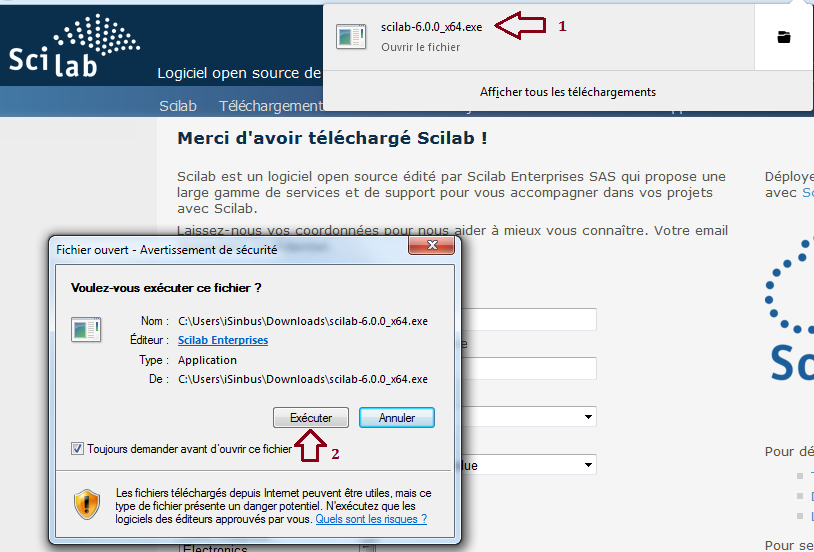 Scilab
Logiciel open source de
scilab-6.0.0_x64.exe
1
Ouvrir le fichier
Afficher tous les téléchargements
Scilab Téléchargement
Merci d'avoir téléchargé Scilab !
Scilab est un logiciel open source édité par Scilab Enterprises SAS qui propose une
large gamme de services et de support pour vous accompagner dans vos projets
avec Scilab.
Laissez-nous vos coordonnées pour nous aider à mieux vous connaître. Votre email
Déploye
avec Sc
Sc
Fichier ouvert - Avertissement de sécurité
Voulez-vous exécuter ce fichier ?
Nom : C:\Users\iSinbus\Downloads\scilab-6.0.0_x64.exe
Éditeur : Scilab Enterprises
Type : Application
De : C:\Users\iSinbus\Downloads\scilab-6.0.0_x64.exe
Exécuter Annuler
Toujours demander avant d'ouvrir ce fichier
2
Les fichiers téléchargés depuis Internet peuvent être utiles, mais ce
type de fichier présente un danger potentiel. N'exécutez que les
logiciels des éditeurs approuvés par vous. Quels sont les risques ?
lue
Electronics
Pour dé
Pour se